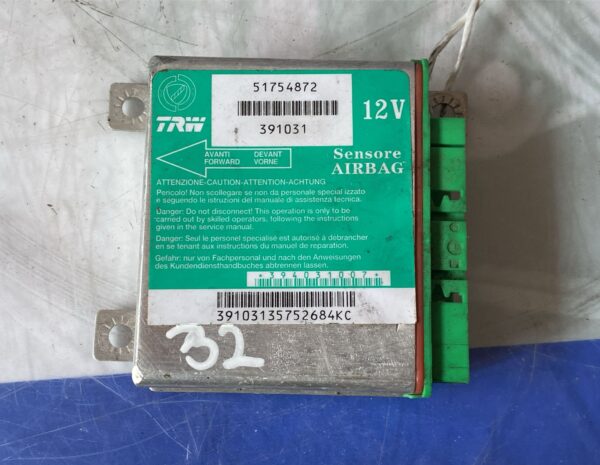 51754872
391031
12V
TRW
AVANTI DEVANT
FORWARD VORNE
Sensore
AIRBAG
ATTENZIONE-CAUTION-ATTENTION-ACHTUNG
Pericolo! Non scollegare se non da personale specializzato
e seguendo le istruzioni del manuale di assistenza tecnica.
Danger: Do not disconnect! This operation is only to be
carried out by skilled operators, following the instructions
given in the service manual.
Danger: Seul le personel specialisé est autorisé à debrancher
en se tenant aux instructions du manuel de reparation.
Gefahr: nur von Fachpersonal und nach den Anweisungen
des Kundendiensthandbuches abtrennen lassen.
*394031007*
39103135752684KC
32